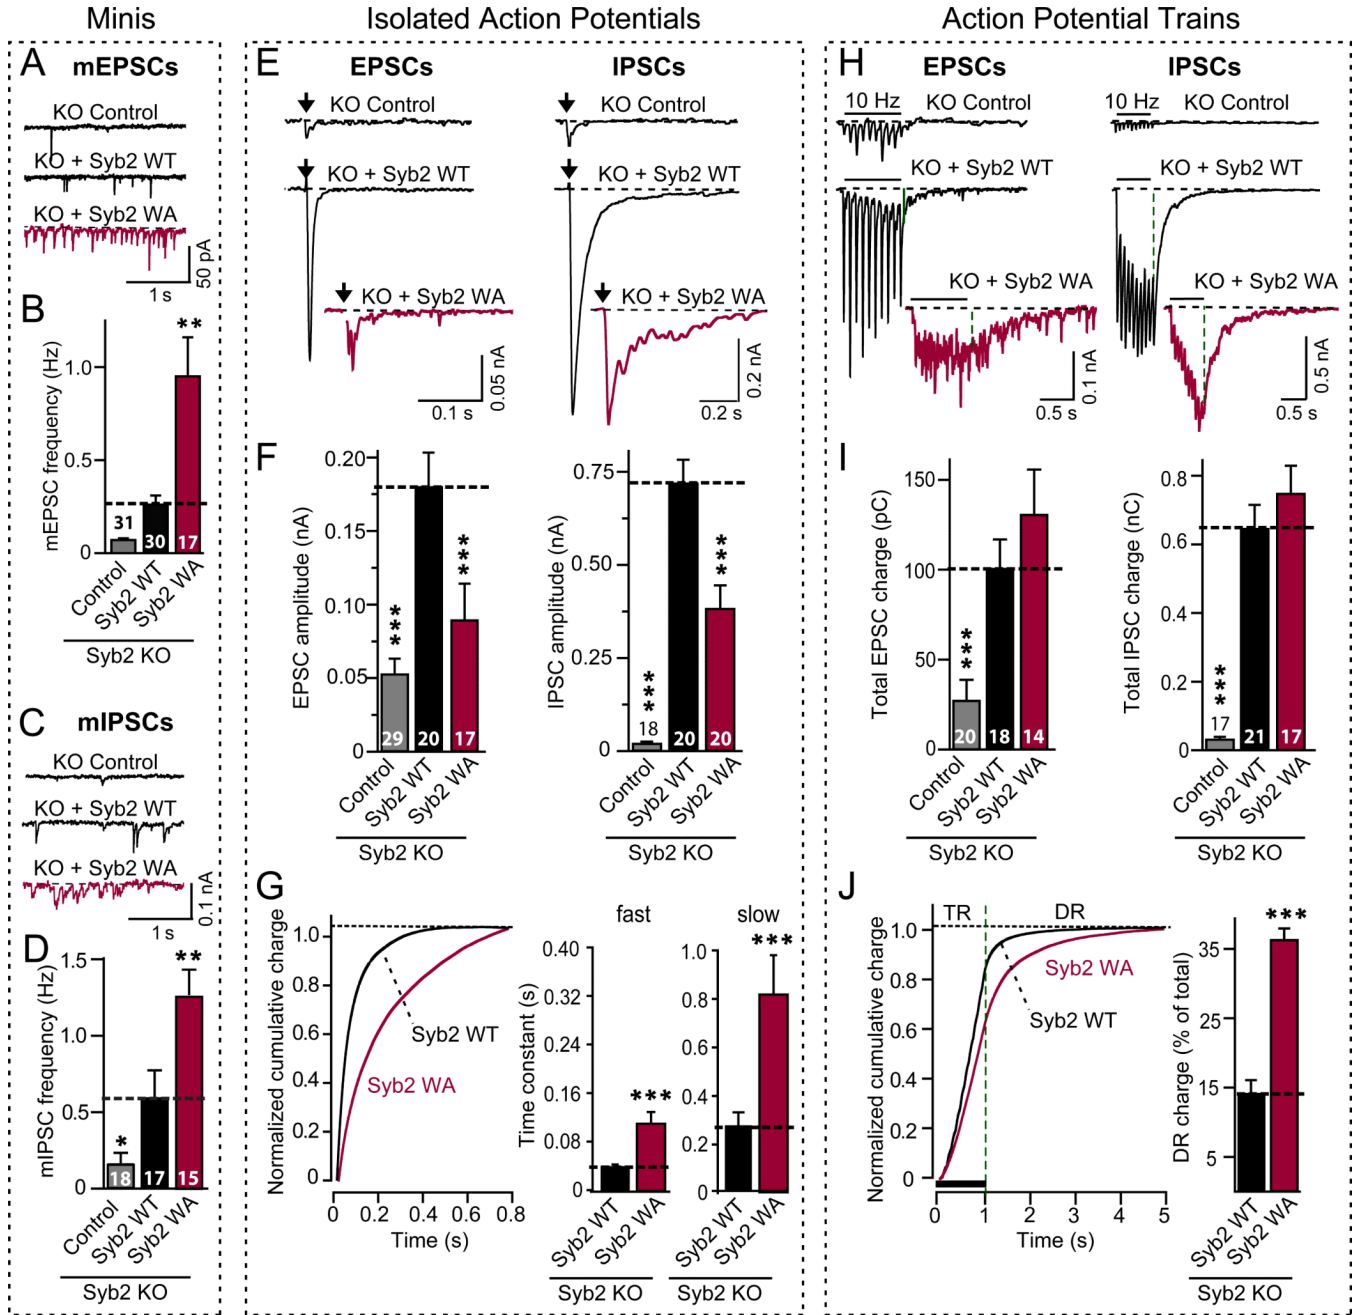 Minis
Isolated Action Potentials
Action Potential Trains
A
mEPSCs
KO Control
KO + Syb2 WT
KO + Syb2 WA
50 pA
1 s
B
mEPSC frequency (Hz)
1.0
0.5
0
**
31
30
17
Control
Syb2 WT
Syb2 WA
Syb2 KO
C
mIPSCs
KO Control
KO + Syb2 WT
KO + Syb2 WA
0.1 nA
1s
D
mIPSC frequency (Hz)
1.5
1.0
0.5
0
*
**
18
17
15
Control
Syb2 WT
Syb2 WA
Syb2 KO
E
EPSCs
IPSCs
KO Control
KO Control
KO + Syb2 WT
KO + Syb2 WT
KO + Syb2 WA
KO + Syb2 WA
0.05 nA
0.1 s
0.2 nA
0.2 s
F
EPSC amplitude (nA)
0.20
0.15
0.10
0.05
0
***
***
29
20
17
Control
Syb2 WT
Syb2 WA
Syb2 KO
IPSC amplitude (nA)
0.75
0.50
0.25
0
***
***
18
20
20
Control
Syb2 WT
Syb2 WA
Syb2 KO
G
Normalized cumulative charge
1.0
0.8
0.6
0.4
0.2
0
Syb2 WT
Syb2 WA
0
0.2
0.4
0.6
0.8
Time (s)
fast
slow
Time constant (s)
0.40
0.32
0.24
0.16
0.08
0
***
Syb2 WT
Syb2 WA
Syb2 KO
1
0.8
0.6
0.4
0.2
0
***
Syb2 WT
Syb2 WA
Syb2 KO
H
EPSCs
IPSCs
10 Hz
KO Control
10 Hz
KO Control
KO + Syb2 WT
KO + Syb2 WT
KO + Syb2 WA
KO + Syb2 WA
0.1 nA
0.5 s
0.5 nA
0.5 s
I
Total EPSC charge (pC)
150
100
50
0
***
20
18
14
Control
Syb2 WT
Syb2 WA
Syb2 KO
Total IPSC charge (nC)
0.8
0.6
0.4
0.2
0
***
17
21
17
Control
Syb2 WT
Syb2 WA
Syb2 KO
J
Normalized cumulative charge
1.0
0.8
0.6
0.4
0.2
0
TR
DR
Syb2 WA
Syb2 WT
0
1
2
3
4
5
Time (s)
DR charge (% of total)
35
25
15
5
***
Syb2 WT
Syb2 WA
Syb2 KO